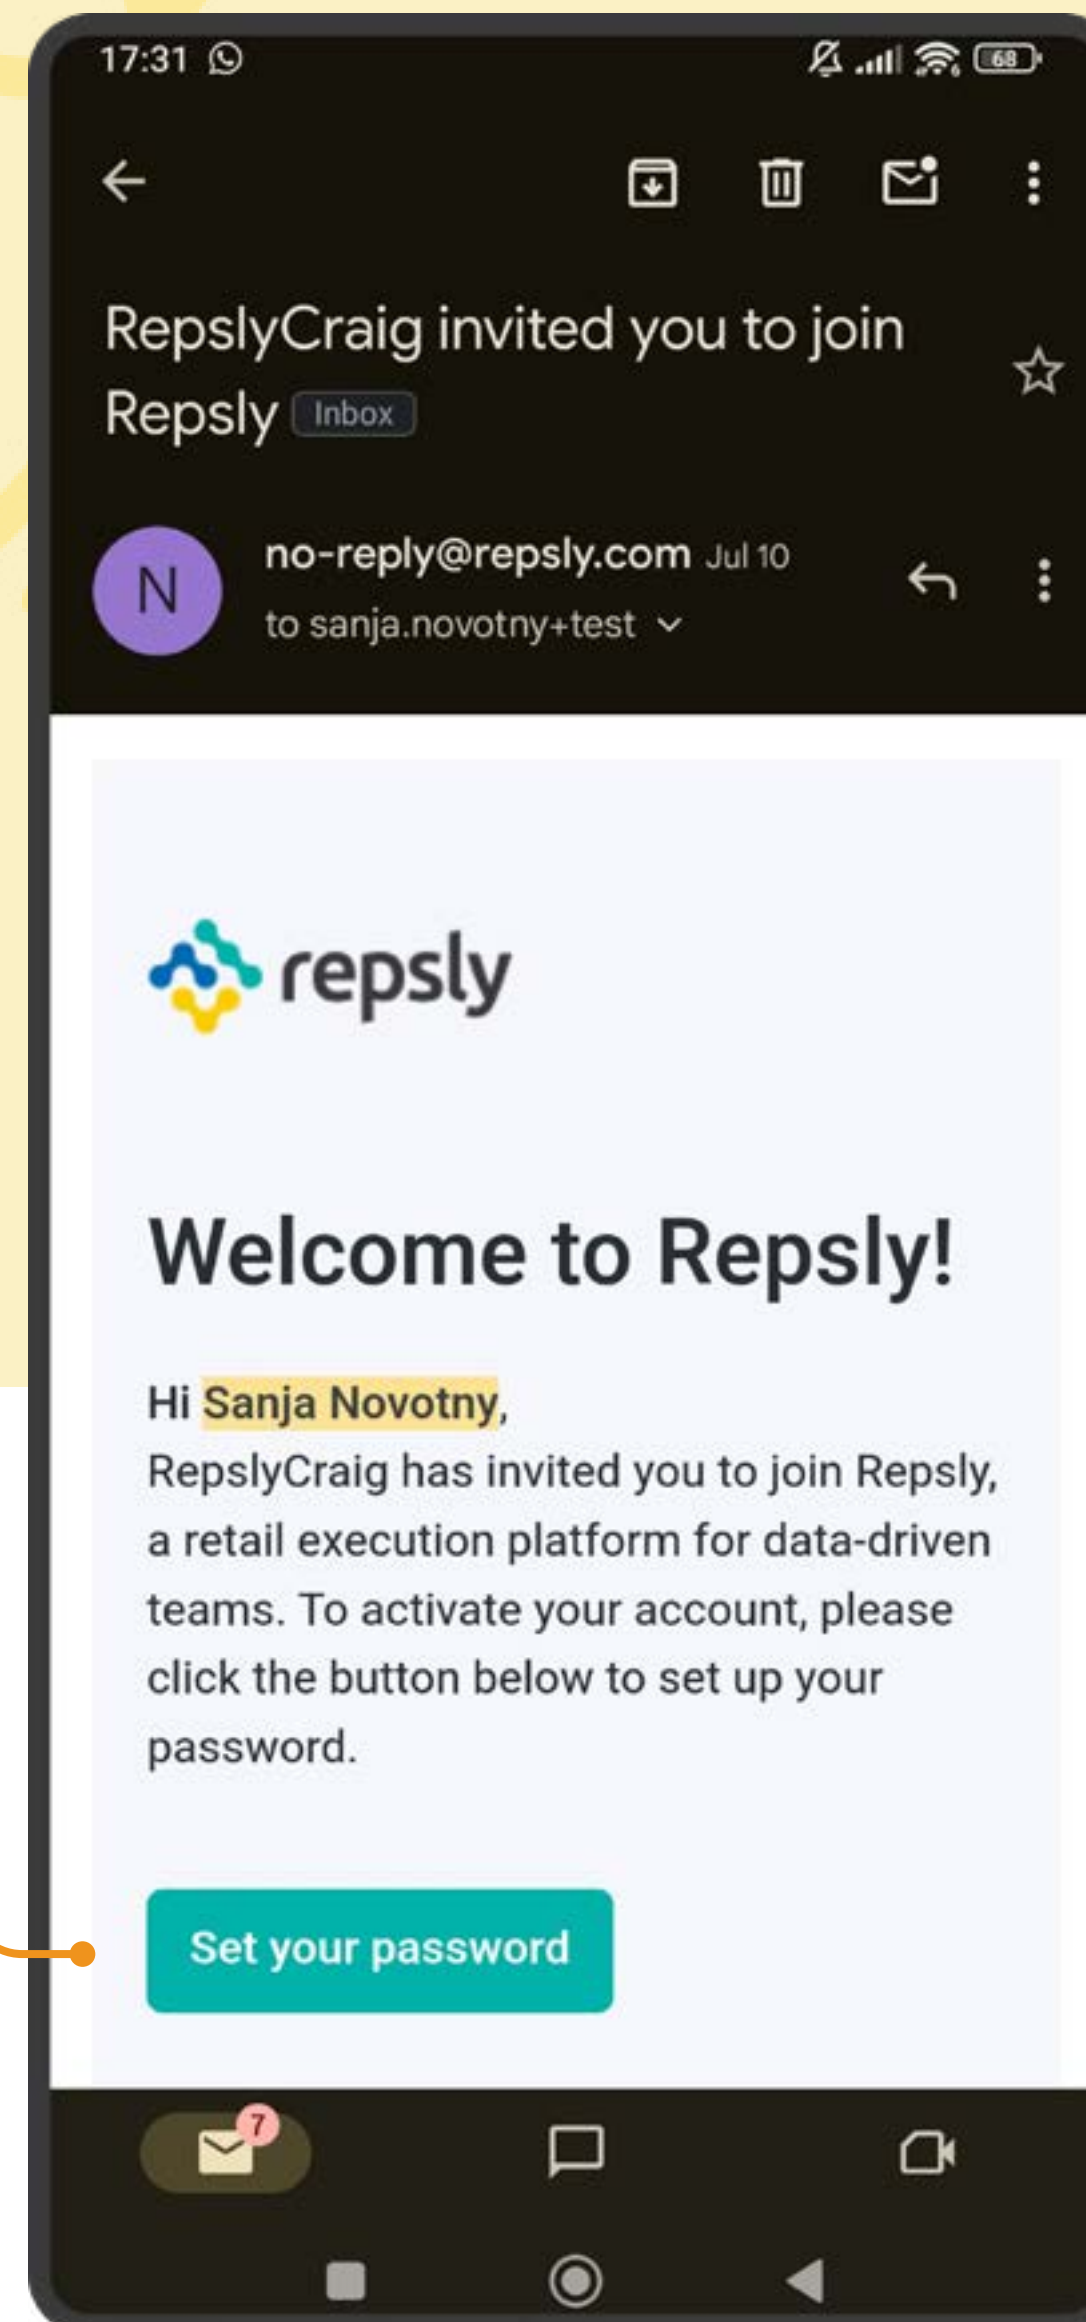 17:31
68
RepslyCraig invited you to join
Repsly Inbox
N
no-reply@repsly.com Jul 10
to sanja.novotny+test
repsly
Welcome to Repsly!
Hi Sanja Novotny,
RepslyCraig has invited you to join Repsly,
a retail execution platform for data-driven
teams. To activate your account, please
click the button below to set up your
password.
Set your password
7